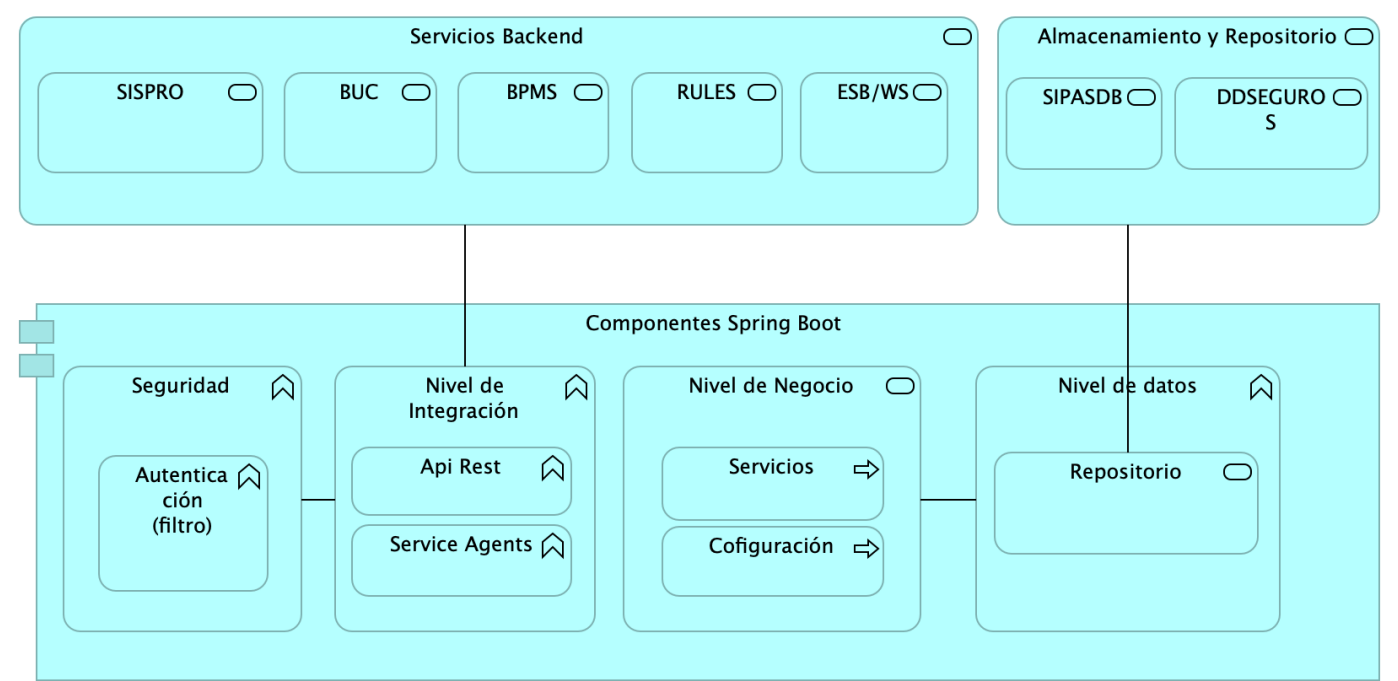 Servicios Backend
SISPRO
BUC
BPMS
RULES
ESB/WS
Almacenamiento y Repositorio
SIPASDB
DDSEGURO
S
Componentes Spring Boot
Seguridad
Autentica
ción
(filtro)
Nivel de
Integración
Api Rest
Service Agents
Nivel de Negocio
Servicios
Cofiguración
Nivel de datos
Repositorio